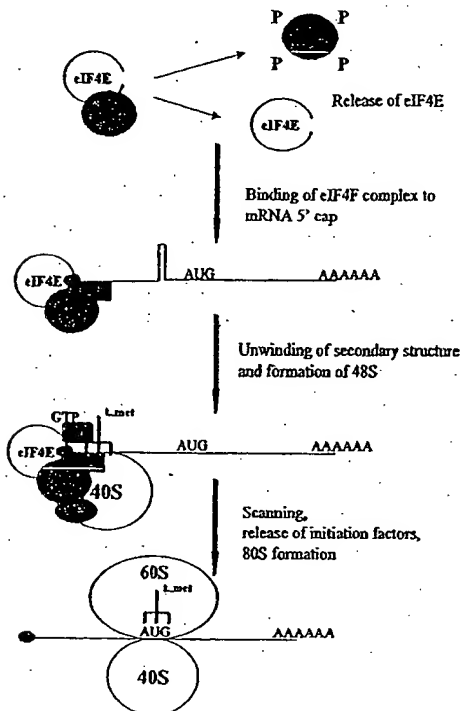 P P
eIF4E
P P
Release of eIF4E
eIF4E
Binding of eIF4F complex to
mRNA 5' cap
eIF4E
AUG
AAAAAA
Unwinding of secondary structure
and formation of 48S
GTP
t_met
eIF4E
AUG
AAAAAA
40S
Scanning,
release of initiation factors,
80S formation
60S
t_met
AUG
AAAAAA
40S